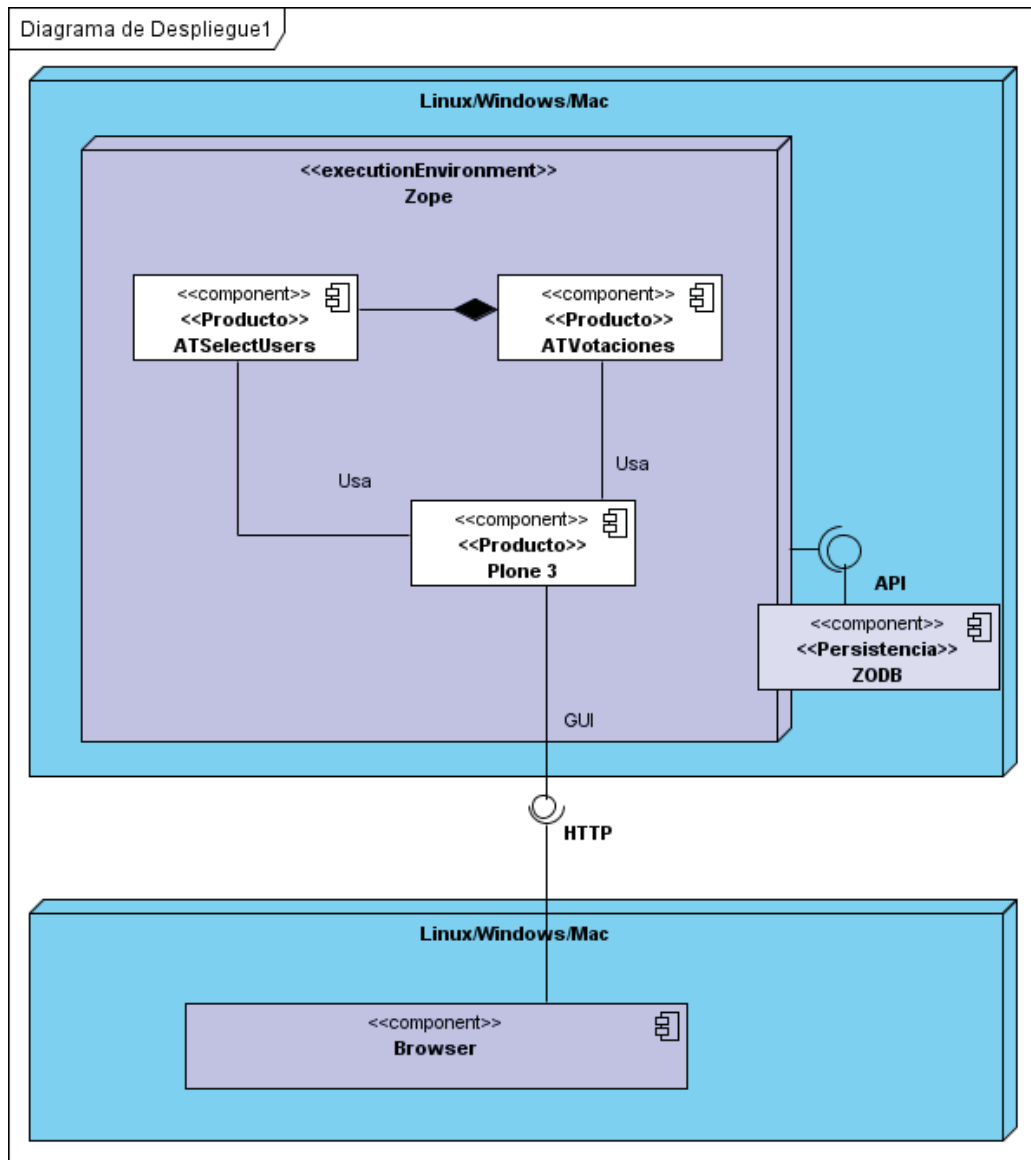 Diagrama de Despliegue1
Linux/Windows/Mac
<<executionEnvironment>>
Zope
<<component>>
<<Producto>>
ATSelectUsers
<<component>>
<<Producto>>
ATVotaciones
Usa
Usa
<<component>>
<<Producto>>
Plone 3
API
<<component>>
<<Persistencia>>
ZODB
GUI
HTTP
Linux/Windows/Mac
<<component>>
Browser